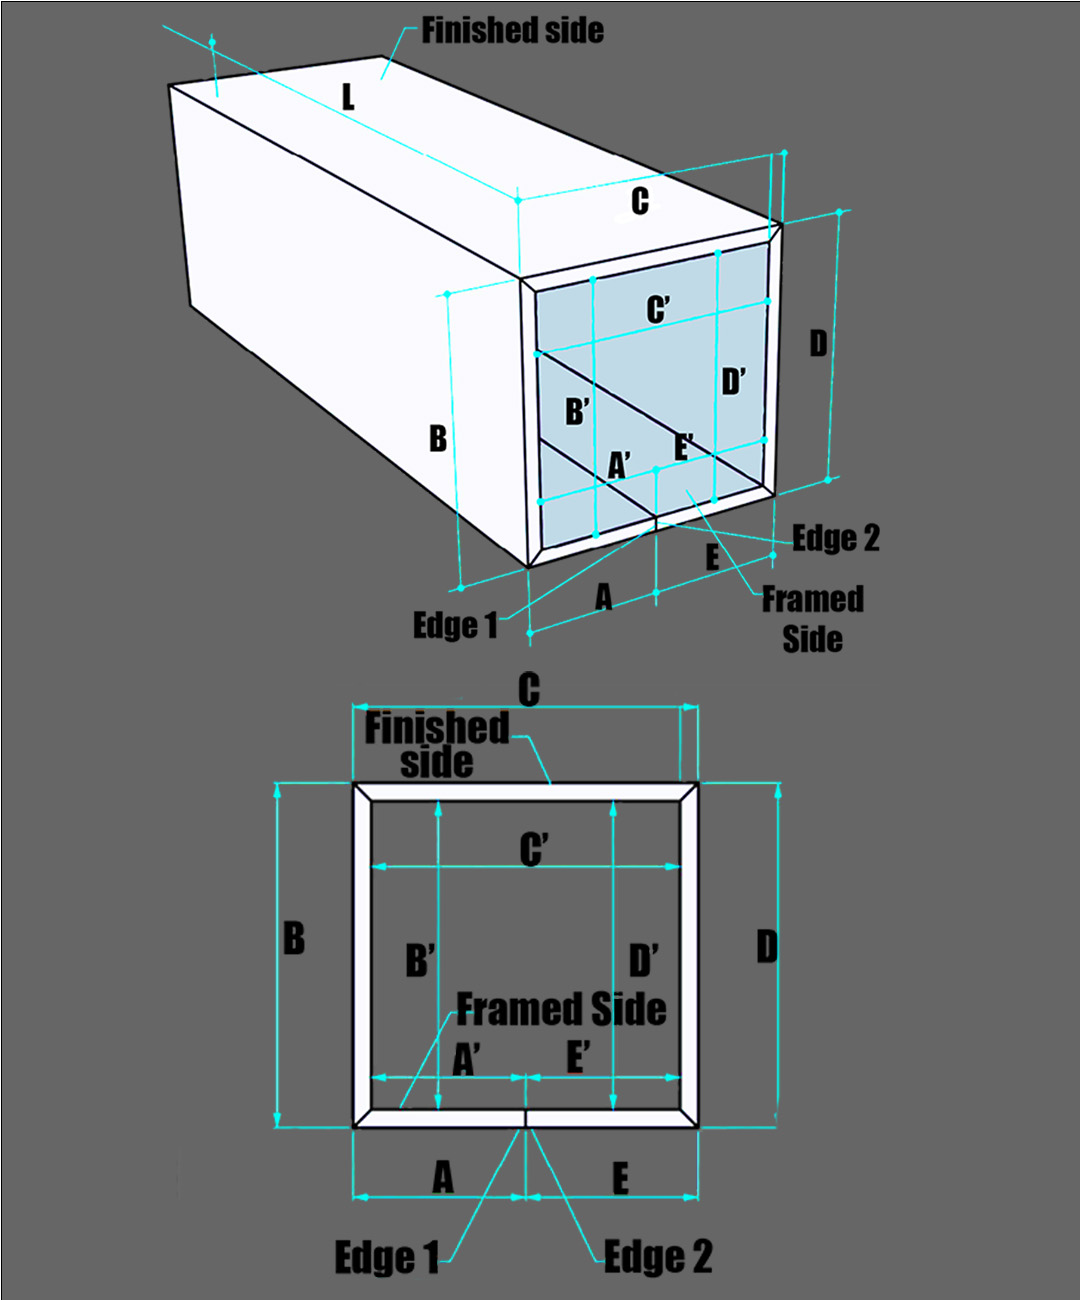 Finished side
L
C
C’
D
D’
B’
B
E’
A’
Edge 2
E
A
Framed
Side
Edge 1
C
Finished
side
C’
B
D
B’
D’
Framed Side
A’
E’
A
E
Edge 1
Edge 2